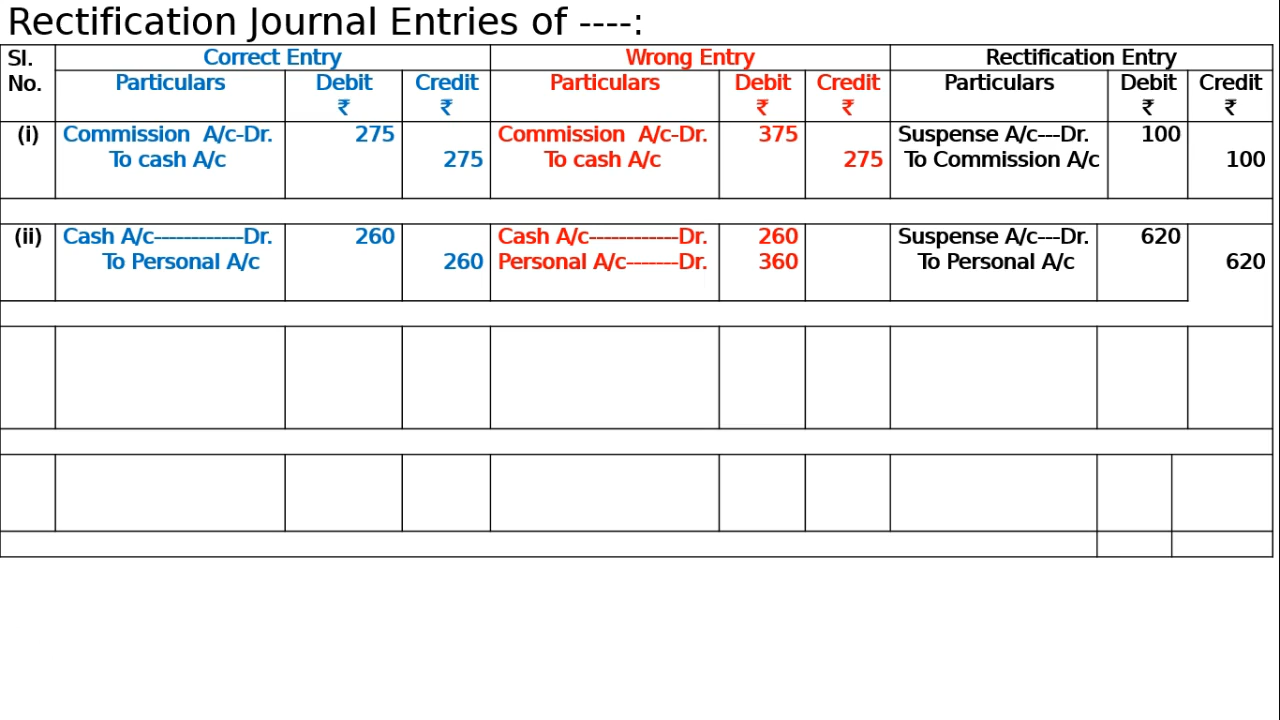 Rectification Journal Entries of ----:
Sl. No. Correct Entry Wrong Entry Rectification Entry
Particulars Debit ₹ Credit ₹ Particulars Debit ₹ Credit ₹ Particulars Debit ₹ Credit ₹
(i) Commission A/c-Dr. 275 Commission A/c-Dr. 375 Suspense A/c---Dr. 100
To cash A/c 275 To cash A/c 275 To Commission A/c 100
(ii) Cash A/c------------Dr. 260 Cash A/c------------Dr. 260 Suspense A/c---Dr. 620
To Personal A/c 260 Personal A/c-------Dr. 360 To Personal A/c 620